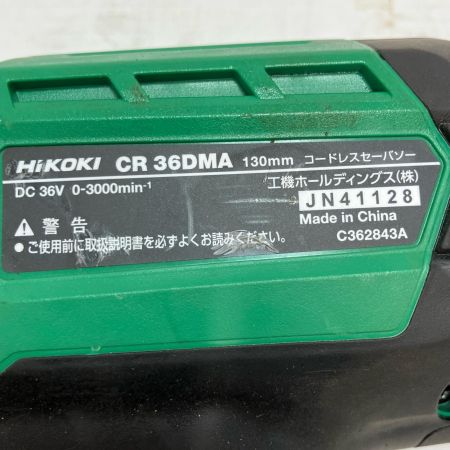 HiKOKI CR 36DMA 130mm コードレスセーバソー
DC 36V 0-3000min-1 工機ホールディングス(株)
JN41128
⚠警告 Made in China
● ご使用前に取扱説明書を必ずよくお読みください。 C362843A